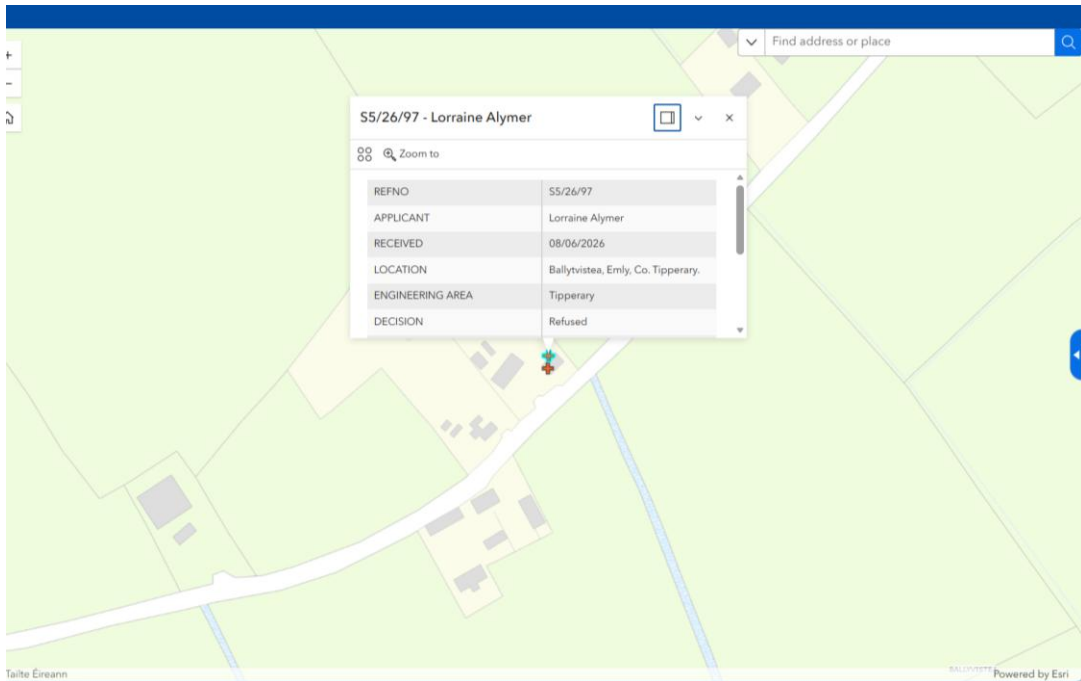 Find address or place
S5/26/97 - Lorraine Alymer
Zoom to
REFNO S5/26/97
APPLICANT Lorraine Alymer
RECEIVED 08/06/2026
LOCATION Ballytvistea, Emly, Co. Tipperary.
ENGINEERING AREA Tipperary
DECISION Refused
Tailte Éireann
Powered by Esri